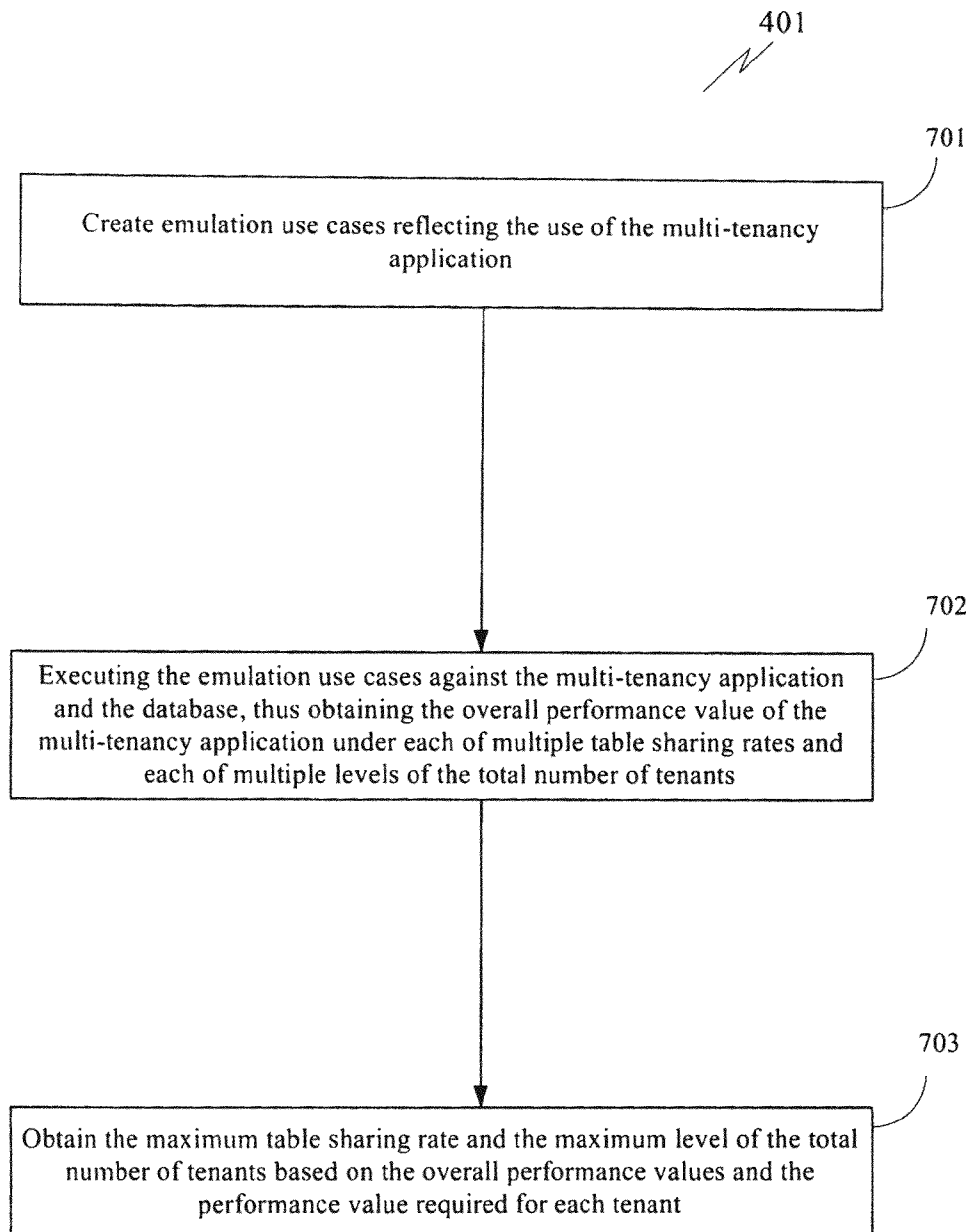 401
701
Create emulation use cases reflecting the use of the multi-tenancy
application
702
Executing the emulation use cases against the multi-tenancy application
and the database, thus obtaining the overall performance value of the
multi-tenancy application under each of multiple table sharing rates and
each of multiple levels of the total number of tenants
703
Obtain the maximum table sharing rate and the maximum level of the total
number of tenants based on the overall performance values and the
performance value required for each tenant